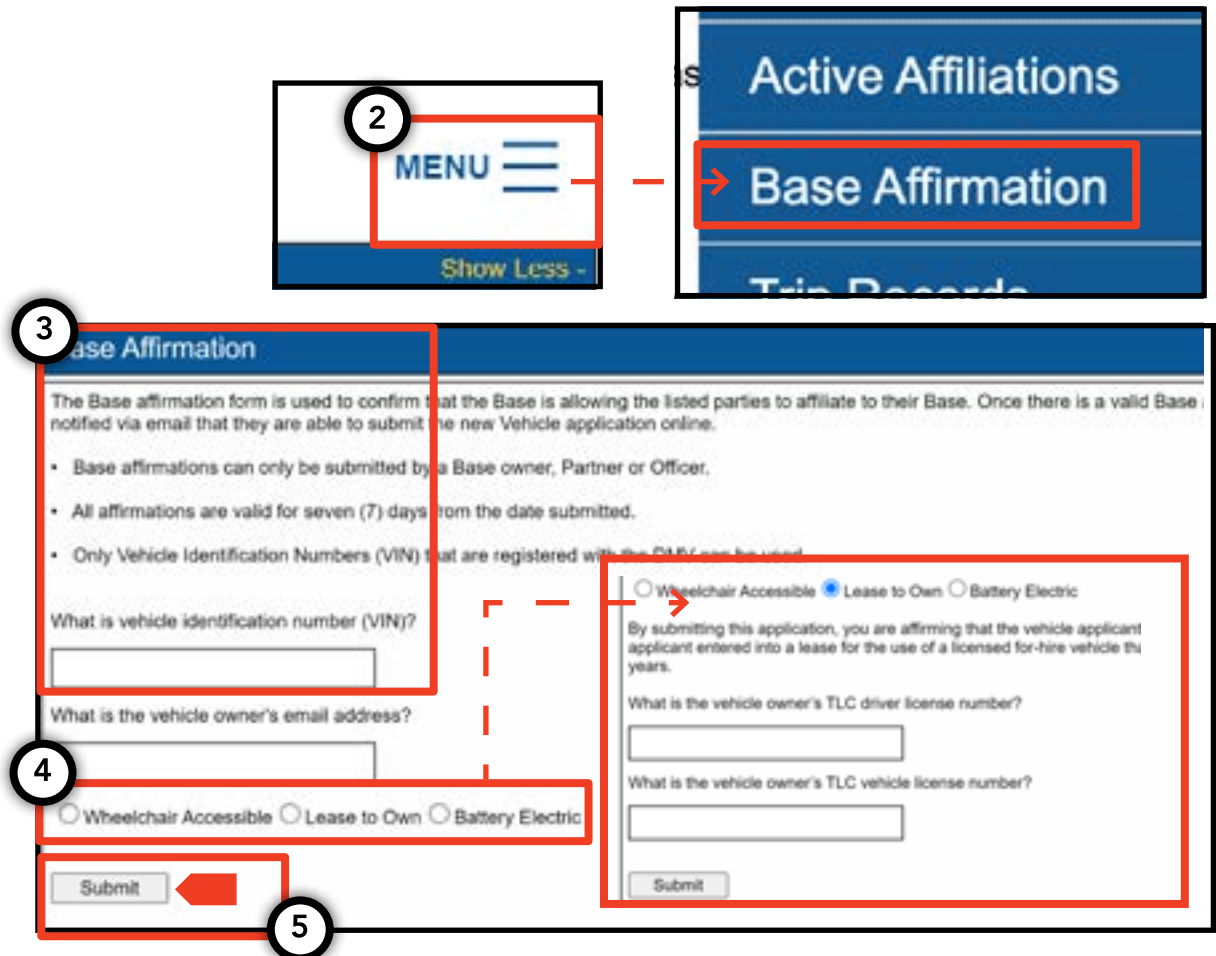 2
MENU
Show Less -
Active Affiliations
Base Affirmation
Trip Records
3
ase Affirmation
The Base affirmation form is used to confirm that the Base is allowing the listed parties to affiliate to their Base. Once there is a valid Base
notified via email that they are able to submit the new Vehicle application online.
• Base affirmations can only be submitted by a Base owner, Partner or Officer.
• All affirmations are valid for seven (7) days from the date submitted.
• Only Vehicle Identification Numbers (VIN) that are registered with the DMV can be used
What is vehicle identification number (VIN)?
What is the vehicle owner's email address?
4
Wheelchair Accessible Lease to Own Battery Electric
Submit
5
Wheelchair Accessible Lease to Own Battery Electric
By submitting this application, you are affirming that the vehicle applicant
applicant entered into a lease for the use of a licensed for-hire vehicle tha
years.
What is the vehicle owner's TLC driver license number?
What is the vehicle owner's TLC vehicle license number?
Submit